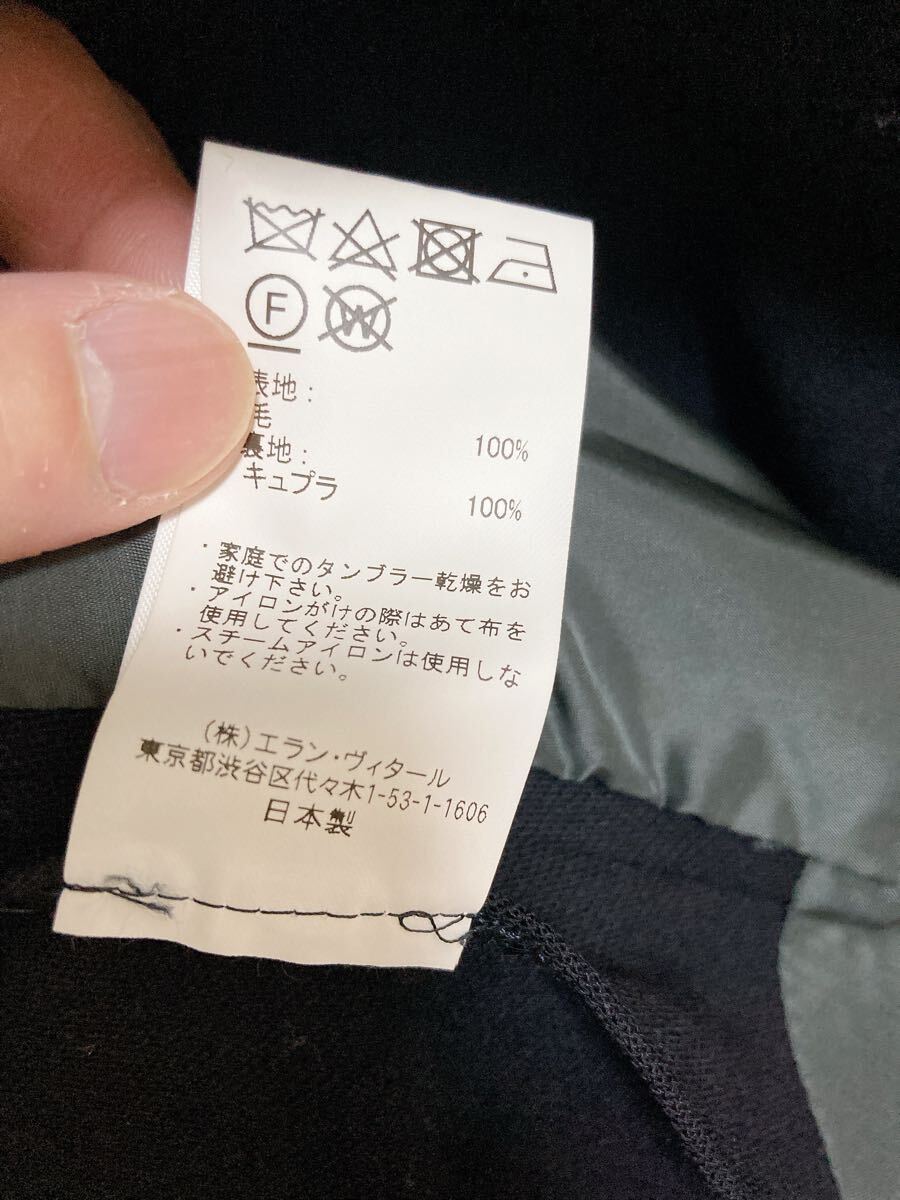 F W
表地:
毛 100%
裏地:
キュプラ 100%
・家庭でのタンブラー乾燥をお
避け下さい。
・アイロンがけの際はあて布を
使用してください。
・スチームアイロンは使用しな
いでください。
(株)エラン・ヴィタール
東京都渋谷区代々木1-53-1-1606
日本製